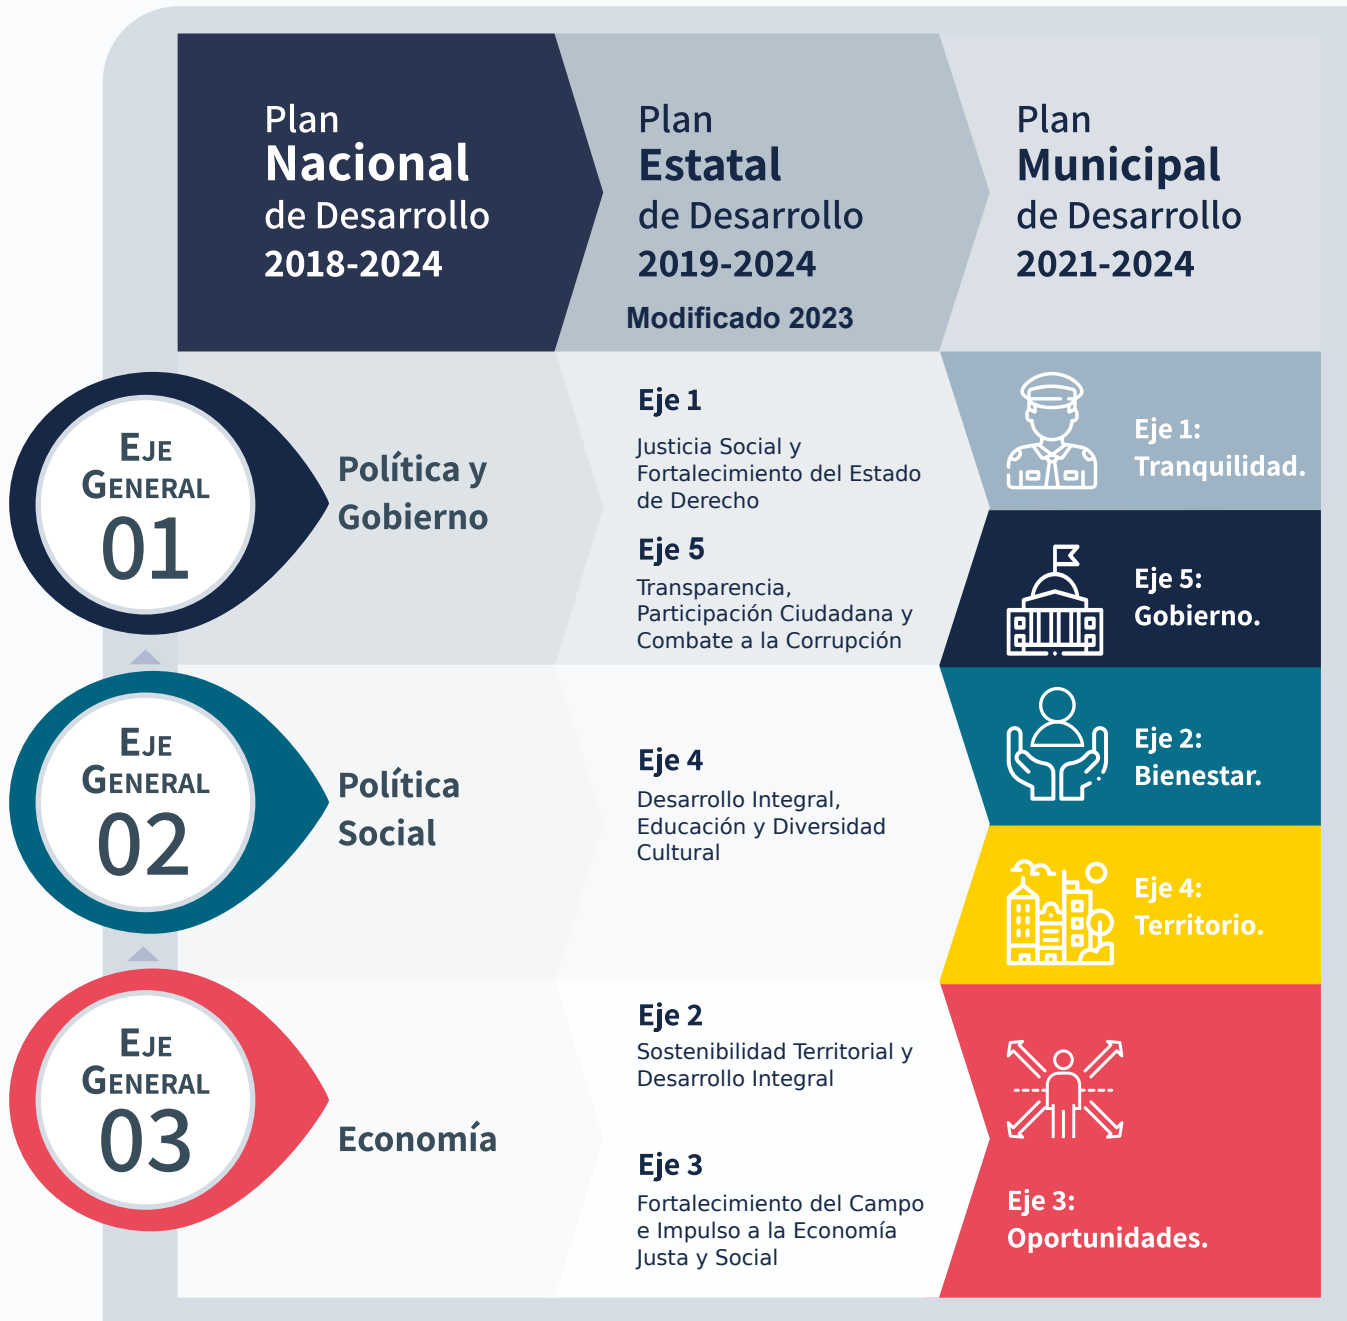 Plan
Nacional
de Desarrollo
2018-2024
Plan
Estatal
de Desarrollo
2019-2024
Modificado 2023
Plan
Municipal
de Desarrollo
2021-2024
Eje
General
01
Política y
Gobierno
Eje 1
Justicia Social y
Fortalecimiento del Estado
de Derecho
Eje 5
Transparencia,
Participación Ciudadana y
Combate a la Corrupción
Eje 1:
Tranquilidad.
Eje 5:
Gobierno.
Eje
General
02
Política
Social
Eje 4
Desarrollo Integral,
Educación y Diversidad
Cultural
Eje 2:
Bienestar.
Eje 4:
Territorio.
Eje
General
03
Economía
Eje 2
Sostenibilidad Territorial y
Desarrollo Integral
Eje 3
Fortalecimiento del Campo
e Impulso a la Economía
Justa y Social
Eje 3:
Oportunidades.